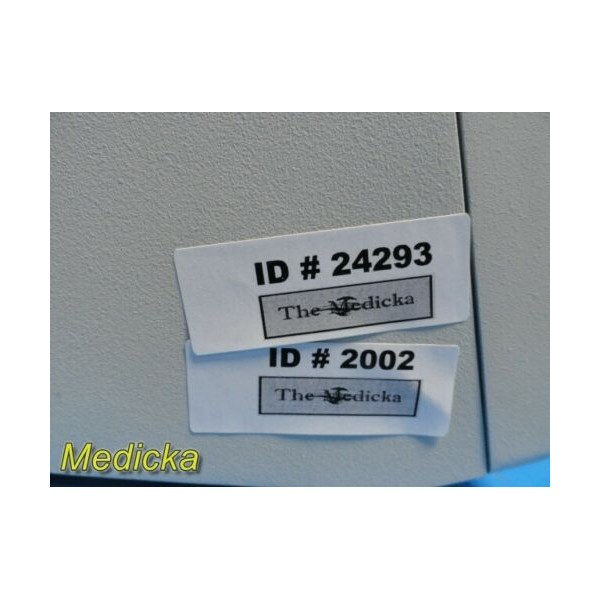 ID # 24293
The Medicka
ID # 2002
The Medicka
Medicka